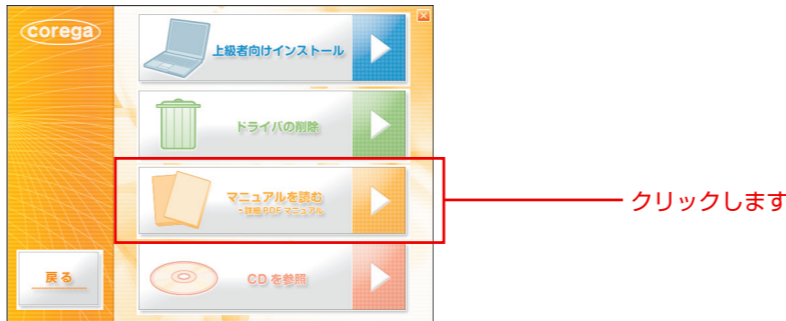 corega
上級者向けインストール
ドライバの削除
マニュアルを読む
-詳細PDFマニュアル
クリックします
戻る
CDを参照